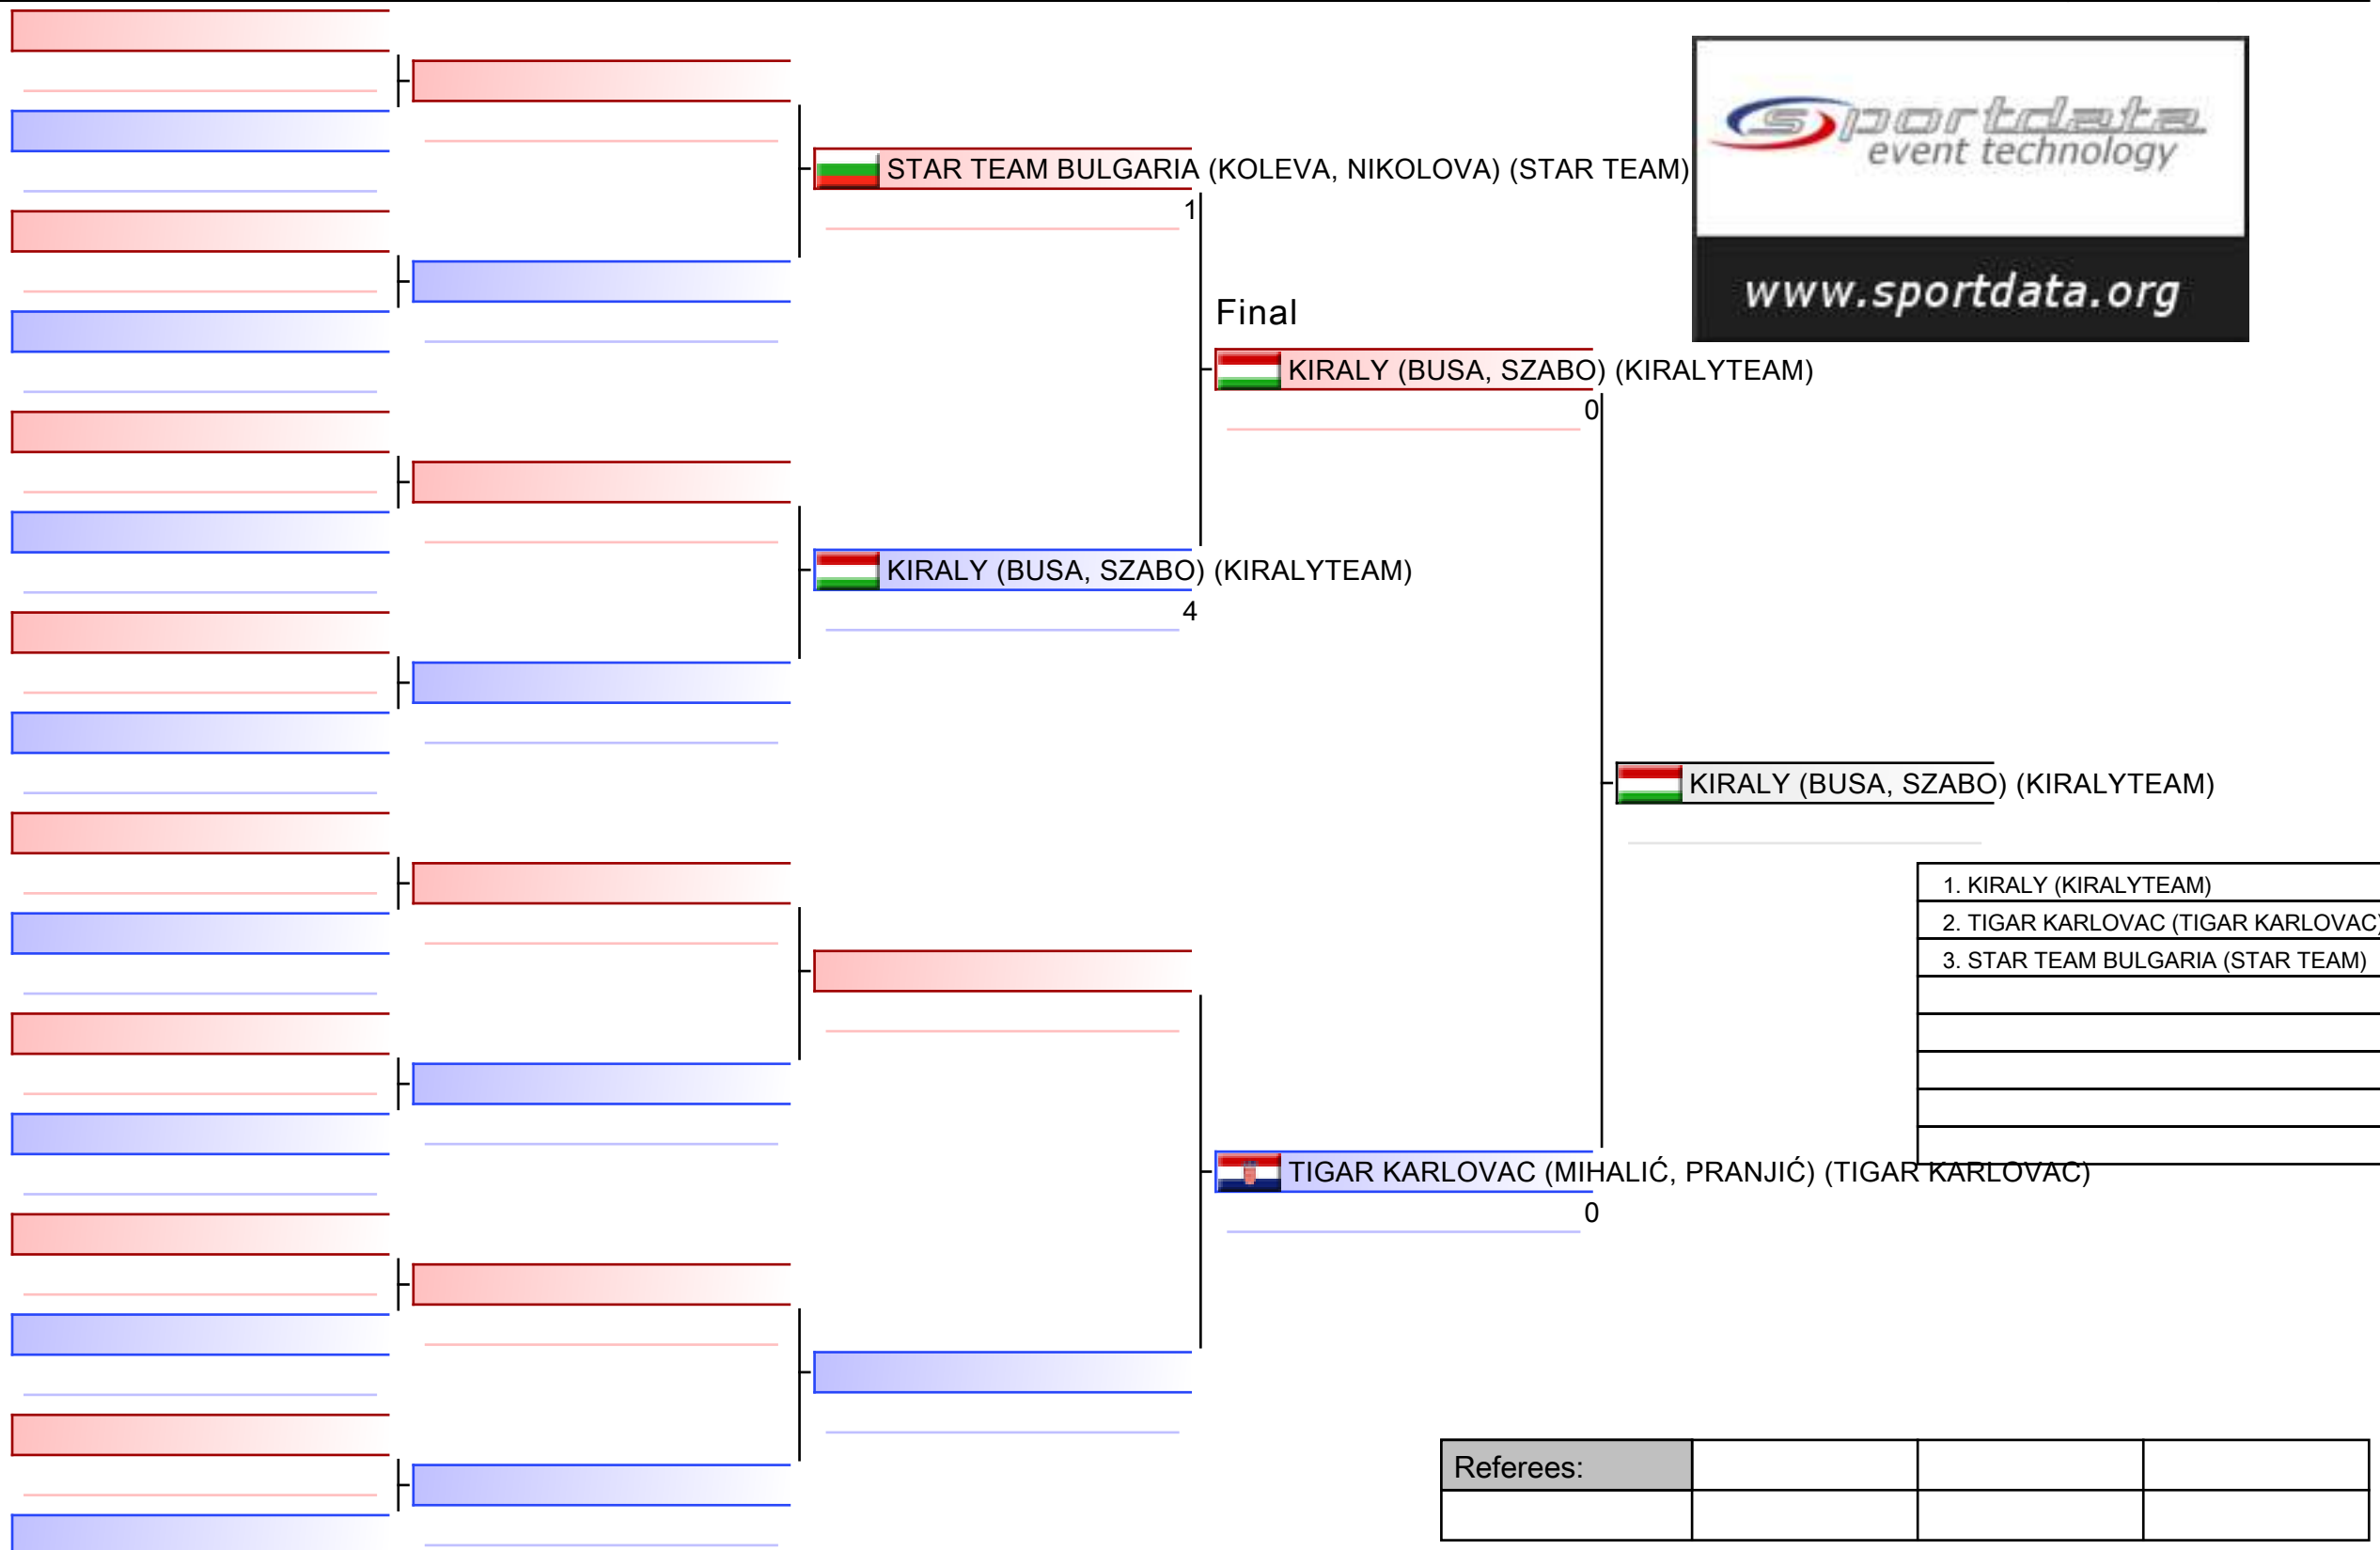 STAR TEAM BULGARIA (KOLEVA, NIKOLOVA) (STAR TEAM)
1
sportdata
event technology
www.sportdata.org
Final
KIRALY (BUSA, SZABO) (KIRALYTEAM)
0
KIRALY (BUSA, SZABO) (KIRALYTEAM)
4
KIRALY (BUSA, SZABO) (KIRALYTEAM)
1. KIRALY (KIRALYTEAM)
2. TIGAR KARLOVAC (TIGAR KARLOVAC)
3. STAR TEAM BULGARIA (STAR TEAM)
TIGAR KARLOVAC (MIHALIĆ, PRANJIĆ) (TIGAR KARLOVAC)
0
Referees: